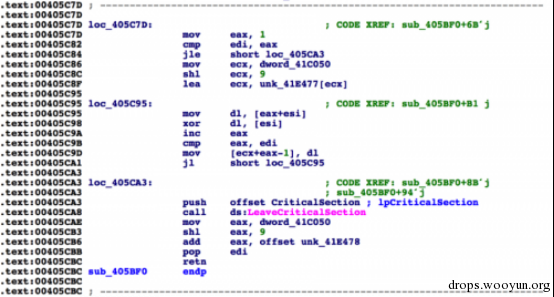 .text:00405C7D ; ---------------------------------------------------------------------------
.text:00405C7D
.text:00405C7D loc_405C7D: ; CODE XREF: sub_405BF0+6B↑j
.text:00405C7D mov eax, 1
.text:00405C82 cmp edi, eax
.text:00405C84 jle short loc_405CA3
.text:00405C86 mov ecx, dword_41C050
.text:00405C8C shl ecx, 9
.text:00405C8F lea ecx, unk_41E477[ecx]
.text:00405C95
.text:00405C95 loc_405C95: ; CODE XREF: sub_405BF0+B1↓j
.text:00405C95 mov dl, [eax+esi]
.text:00405C98 xor dl, [esi]
.text:00405C9A inc eax
.text:00405C9B cmp eax, edi
.text:00405C9D mov [ecx+eax-1], dl
.text:00405CA1 jl short loc_405C95
.text:00405CA3
.text:00405CA3 loc_405CA3: ; CODE XREF: sub_405BF0+8B↑j
.text:00405CA3 ; sub_405BF0+94↑j
.text:00405CA3 push offset CriticalSection ; lpCriticalSection
.text:00405CA8 call ds:LeaveCriticalSection
.text:00405CAE mov eax, dword_41C050
.text:00405CB3 shl eax, 9
.text:00405CB6 add eax, offset unk_41E478
.text:00405CBB pop edi
.text:00405CBC retn
.text:00405CBC sub_405BF0 endp
.text:00405CBC
.text:00405CBC ; ---------------------------------------------------------------------------
drops.wooyun.org